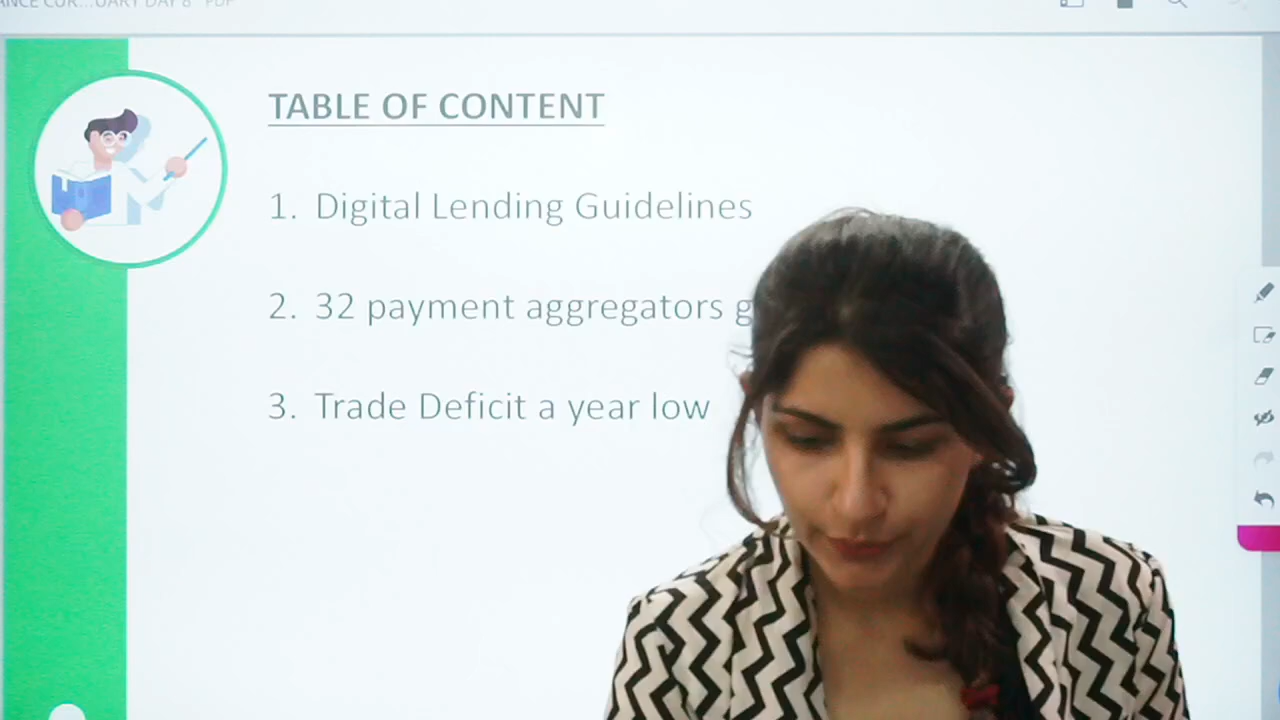 TABLE OF CONTENT
1. Digital Lending Guidelines
2. 32 payment aggregators
3. Trade Deficit a year low